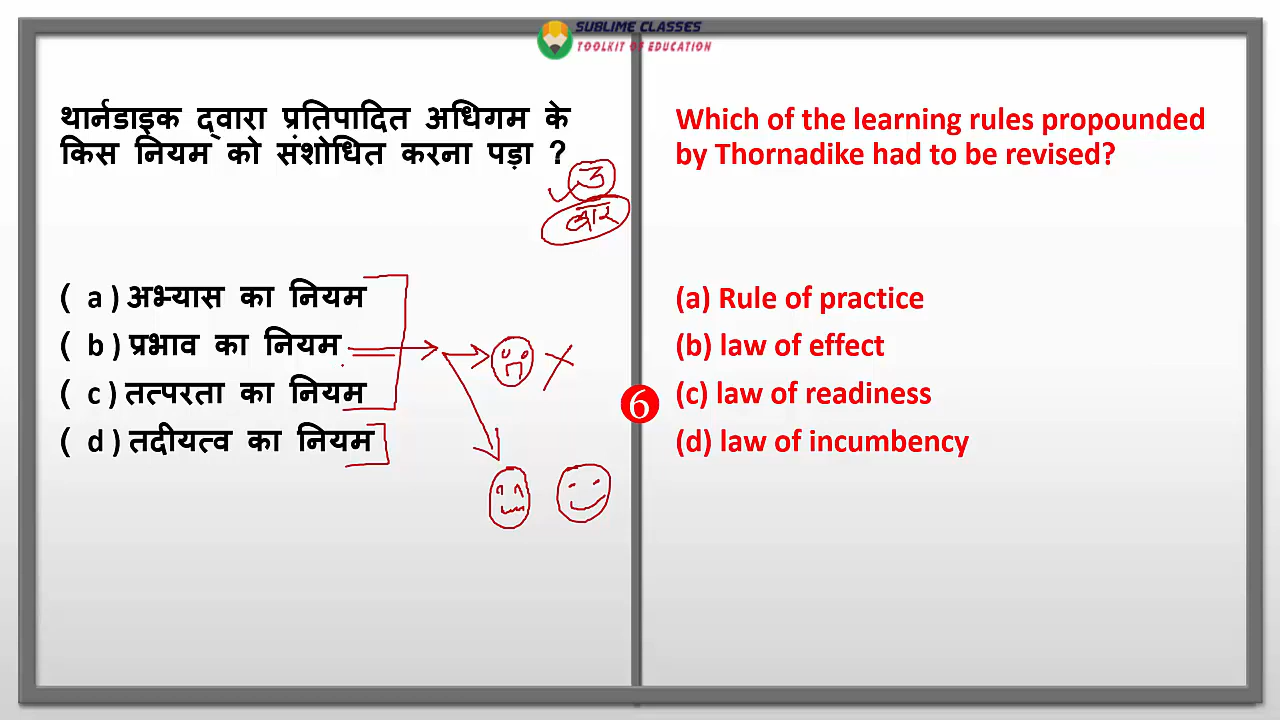 SUBLIME CLASSES
TOOLKIT OF EDUCATION
थार्नडाइक द्वारा प्रतिपादित अधिगम के
किस नियम को संशोधित करना पड़ा ?
( a ) अभ्यास का नियम
( b ) प्रभाव का नियम
( c ) तत्परता का नियम
( d ) तदीयत्व का नियम
6
Which of the learning rules propounded
by Thornadike had to be revised?
(a) Rule of practice
(b) law of effect
(c) law of readiness
(d) law of incumbency